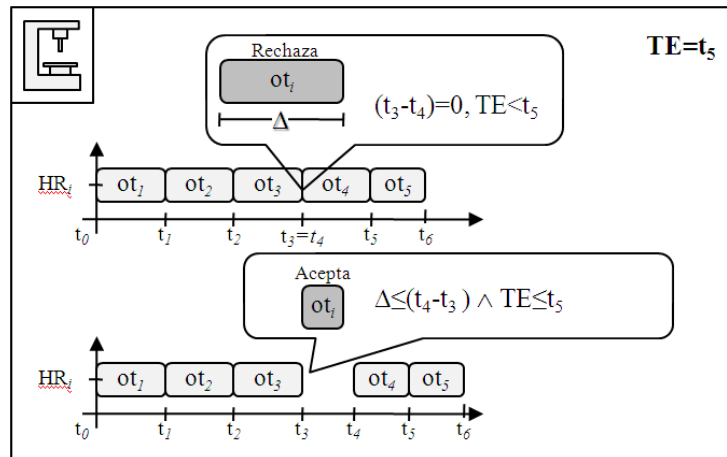 TE=t5
Rechaza
oti
(t3-t4)=0, TE<t5
Δ
HRi
ot1 ot2 ot3 ot4 ot5
t0 t1 t2 t3=t4 t5 t6
Acepta
oti
Δ≤(t4-t3 ) ∧ TE≤t5
HRi
ot1 ot2 ot3 ot4 ot5
t0 t1 t2 t3 t4 t5 t6